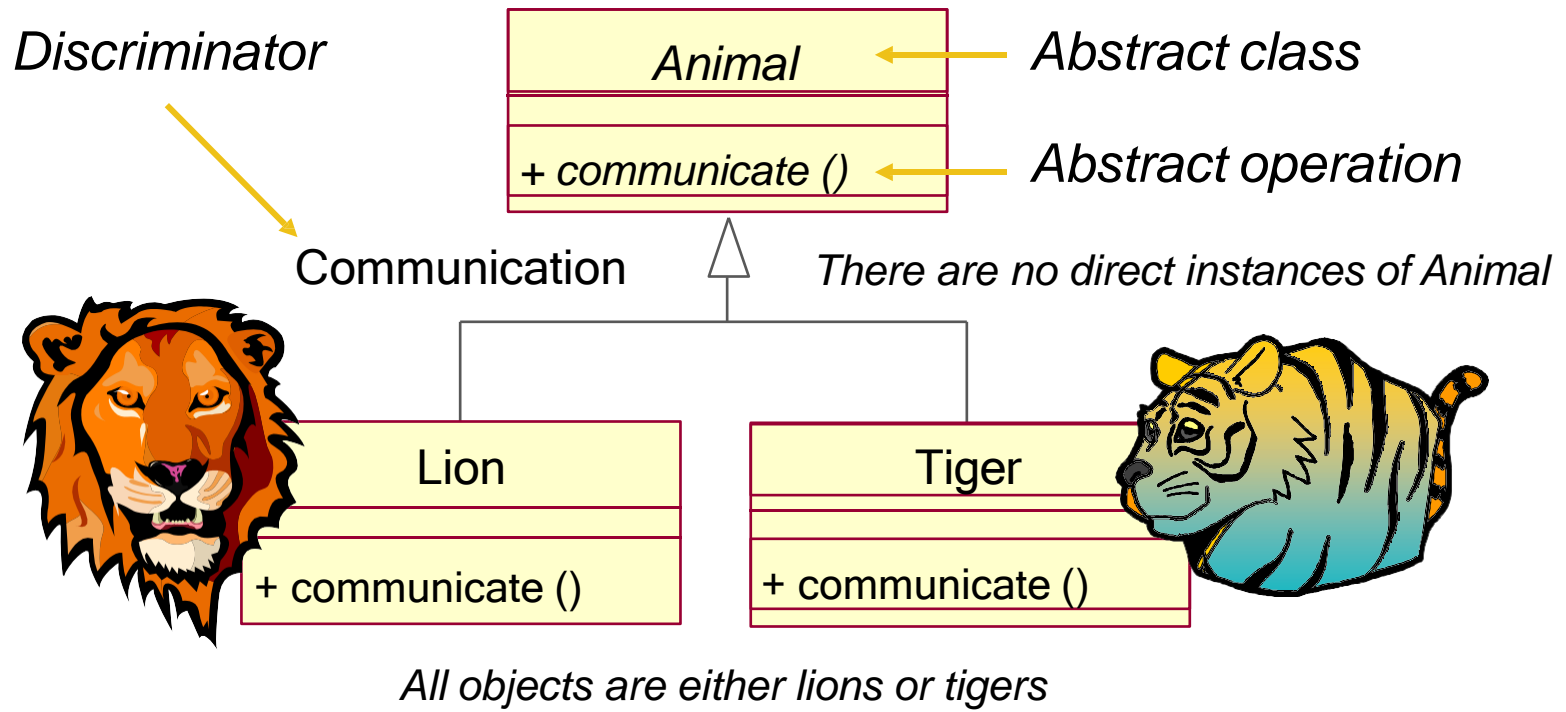 Discriminator
Animal
Abstract class
+ communicate ()
Abstract operation
Communication
There are no direct instances of Animal
Lion
Tiger
+ communicate ()
+ communicate ()
All objects are either lions or tigers